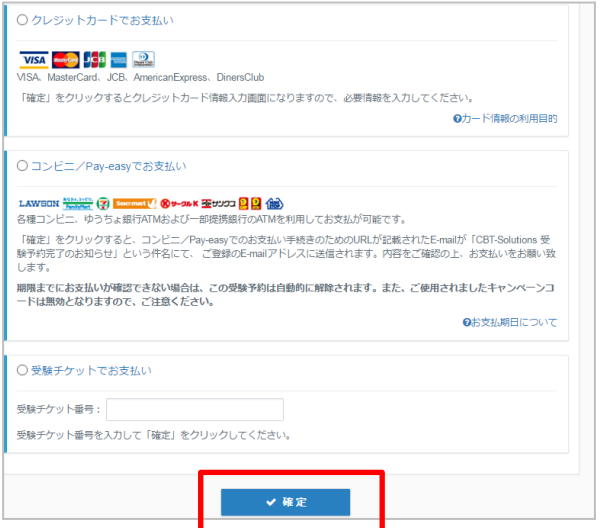 クレジットカードでお支払い
VISA MasterCard JCB
VISA、MasterCard、JCB、AmericanExpress、DinersClub
「確定」をクリックするとクレジットカード情報入力画面になりますので、必要情報を入力してください。
カード情報の利用目的
コンビニ／Pay-easyでお支払い
LAWSON FamilyMart Seicomart サークルK サンクス
各種コンビニ、ゆうちょ銀行ATMおよび一部提携銀行のATMを利用してお支払が可能です。
「確定」をクリックすると、コンビニ／Pay-easyでのお支払い手続きのためのURLが記載されたE-mailが「CBT-Solutions 受
験予約完了のお知らせ」という件名にて、 ご登録のE-mailアドレスに送信されます。内容をご確認の上、お支払いをお願い致
します。
期限までにお支払いが確認できない場合は、この受験予約は自動的に解除されます。また、ご使用されましたキャンペーンコ
ードは無効となりますので、ご注意ください。
お支払期日について
受験チケットでお支払い
受験チケット番号：
受験チケット番号を入力して「確定」をクリックしてください。
確定